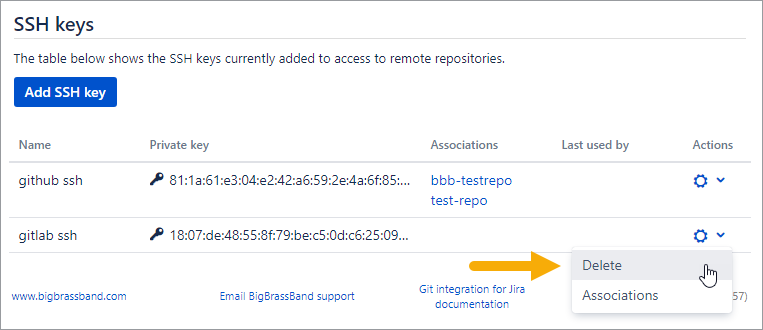 SSH keys
The table below shows the SSH keys currently added to access to remote repositories.
Add SSH key
Name Private key Associations Last used by Actions
github ssh 81:1a:61:e3:04:e2:42:a6:59:2e:4a:6f:85:... bbb-testrepo
test-repo
gitlab ssh 18:07:de:48:55:8f:79:be:c5:0d:c6:25:09...
Delete
Associations
www.bigbrassband.com Email BigBrassBand support Git integration for Jira
documentation 57)